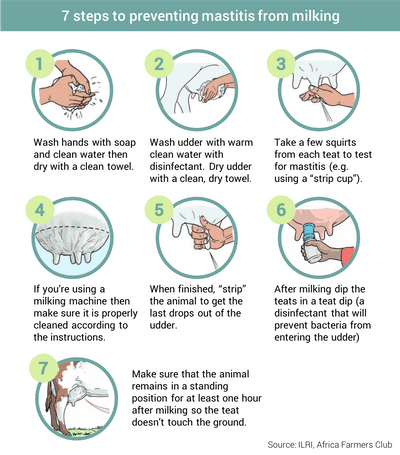 7 steps to preventing mastitis from milking
1
Wash hands with soap
and clean water then
dry with a clean towel.
2
Wash udder with warm
clean water with
disinfectant. Dry udder
with a clean, dry towel.
3
Take a few squirts
from each teat to test
for mastitis (e.g.
using a “strip cup”).
4
If you’re using a
milking machine then
make sure it is properly
cleaned according to
the instructions.
5
When finished, “strip”
the animal to get the
last drops out of the
udder.
6
After milking dip the
teats in a teat dip (a
disinfectant that will
prevent bacteria from
entering the udder)
7
Make sure that the animal
remains in a standing
position for at least one hour
after milking so the teat
doesn’t touch the ground.
Source: ILRI, Africa Farmers Club